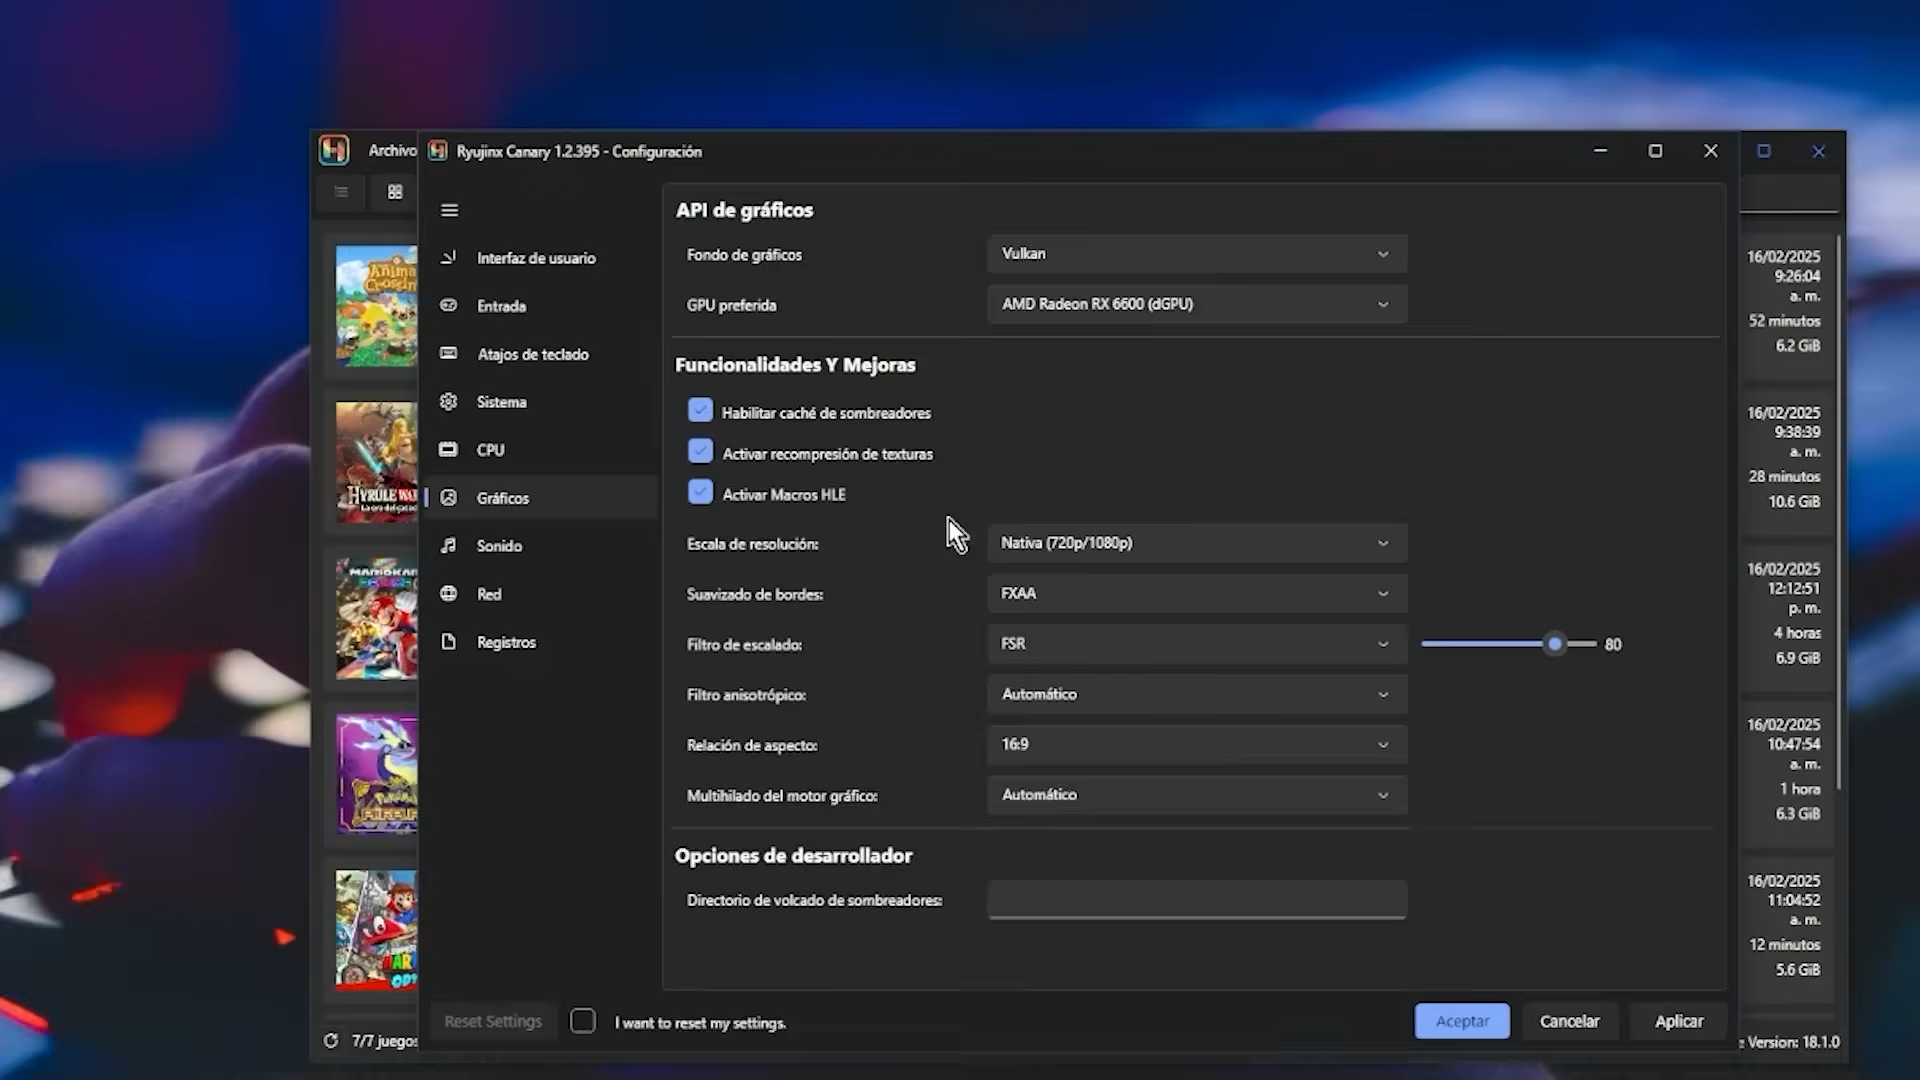 Archivo
Ryujinx Canary 1.2.395 - Configuración
Interfaz de usuario
Entrada
Atajos de teclado
Sistema
CPU
Gráficos
Sonido
Red
Registros
API de gráficos
Fondo de gráficos
Vulkan
GPU preferida
AMD Radeon RX 6600 (dGPU)
Funcionalidades Y Mejoras
Habilitar caché de sombreadores
Activar recompresión de texturas
Activar Macros HLE
Escala de resolución:
Nativa (720p/1080p)
Suavizado de bordes:
FXAA
Filtro de escalado:
FSR
80
Filtro anisotrópico:
Automático
Relación de aspecto:
16:9
Multihilado del motor gráfico:
Automático
Opciones de desarrollador
Directorio de volcado de sombreadores:
Reset Settings
I want to reset my settings.
Aceptar
Cancelar
Aplicar
7/7 juegos
Version: 18.1.0
Anima
Crossin
HYRULE WA
MARIO KAR
16/02/2025
9:26:04
a. m.
52 minutos
6.2 GiB
16/02/2025
9:38:39
a. m.
28 minutos
10.6 GiB
16/02/2025
12:12:51
p. m.
4 horas
6.9 GiB
16/02/2025
10:47:54
a. m.
1 hora
6.3 GiB
16/02/2025
11:04:52
a. m.
12 minutos
5.6 GiB